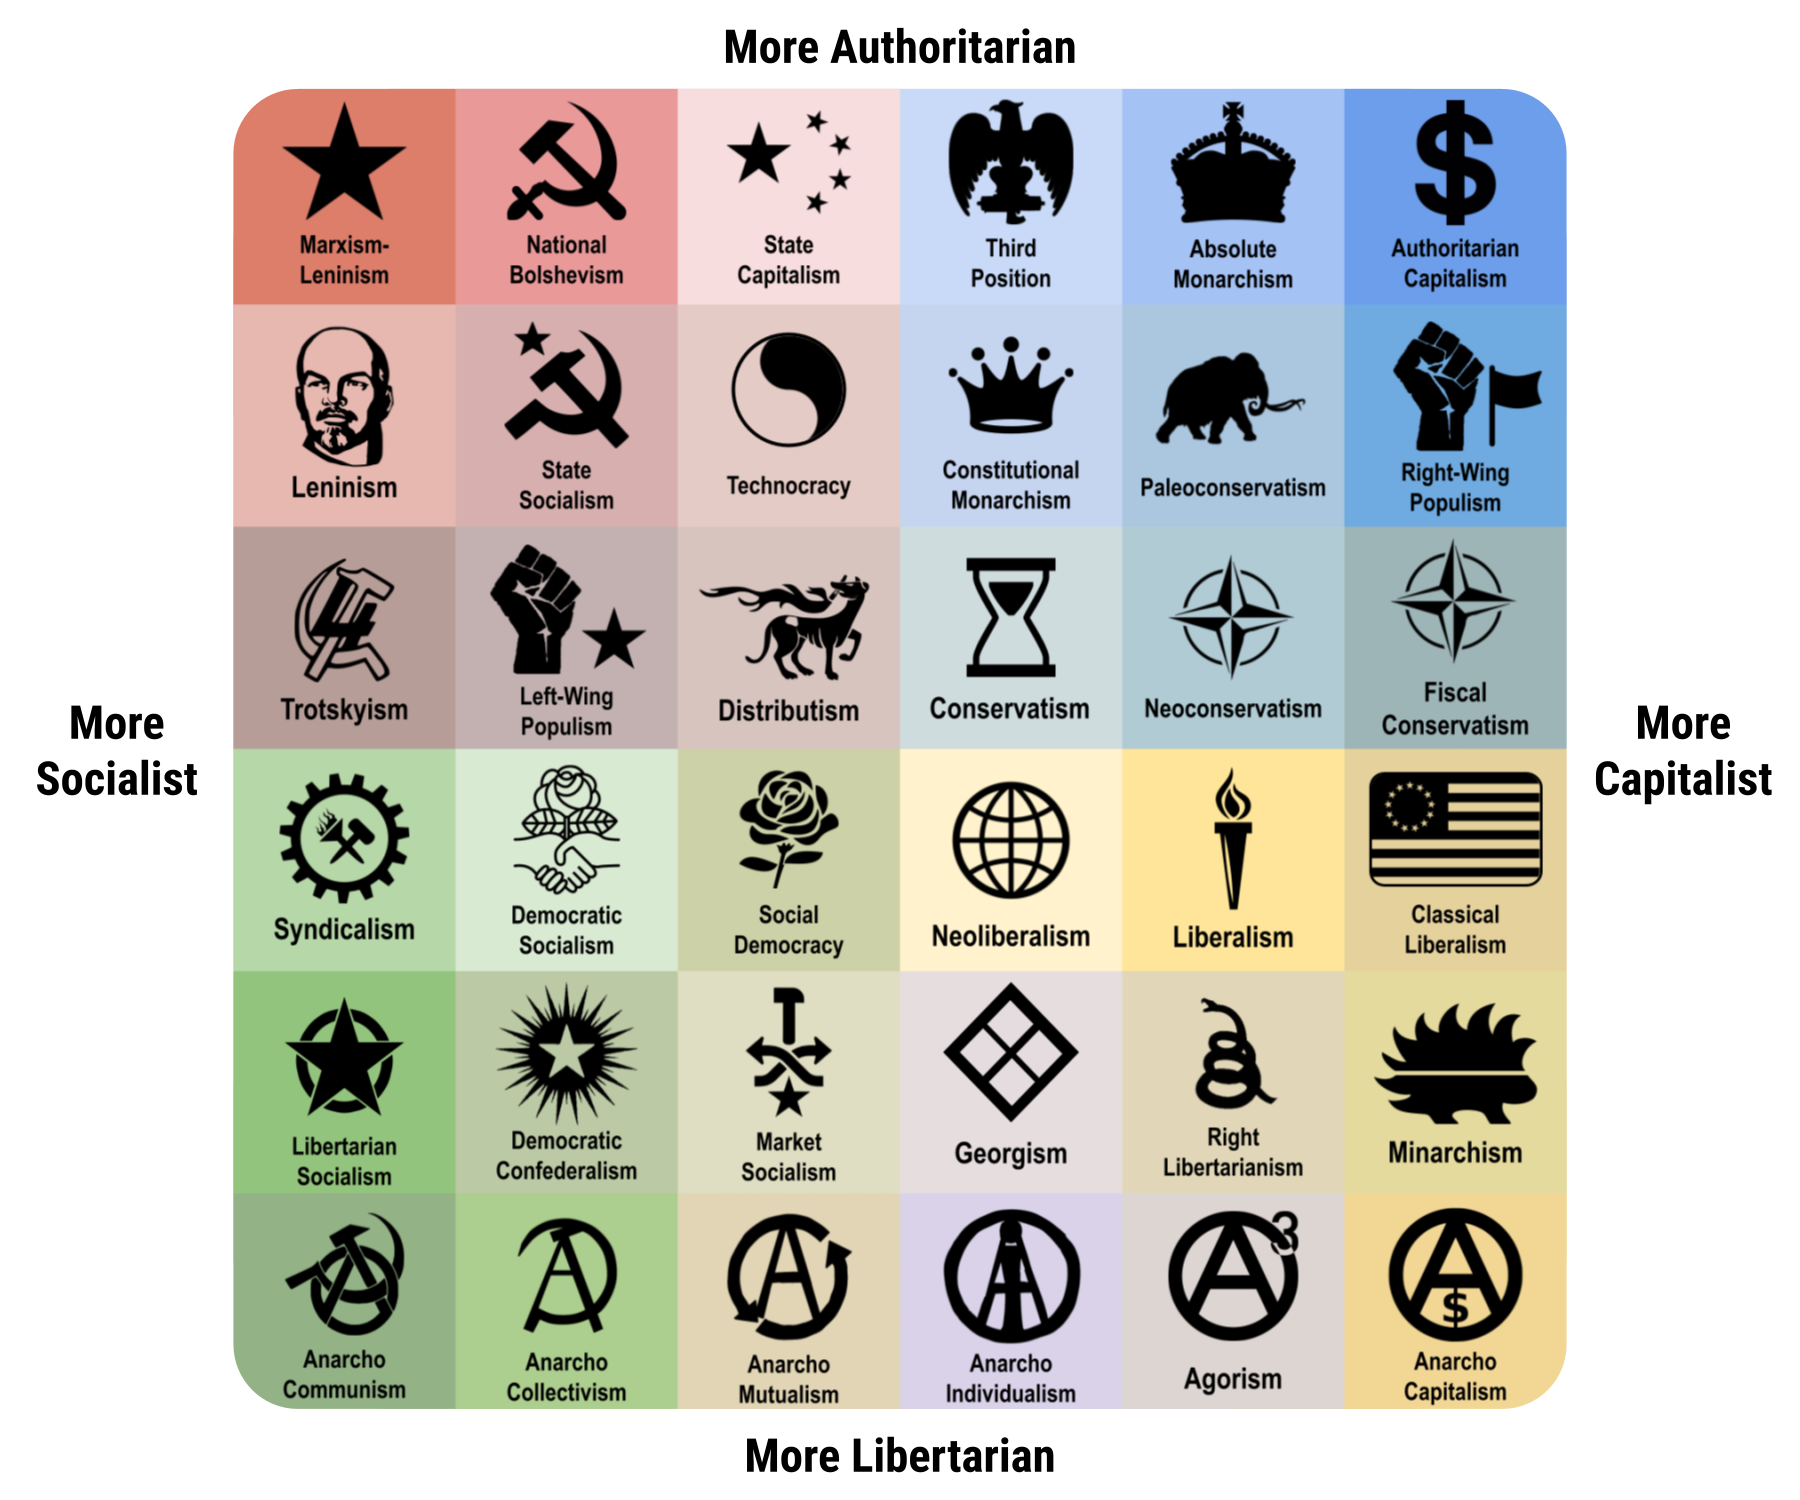 More Authoritarian
Marxism-
Leninism
National
Bolshevism
State
Capitalism
Third
Position
Absolute
Monarchism
$
Authoritarian
Capitalism
Leninism
State
Socialism
Technocracy
Constitutional
Monarchism
Paleoconservatism
Right-Wing
Populism
4
Trotskyism
Left-Wing
Populism
Distributism
Conservatism
Neoconservatism
Fiscal
Conservatism
More
Socialist
More
Capitalist
Syndicalism
Democratic
Socialism
Social
Democracy
Neoliberalism
Liberalism
Classical
Liberalism
Libertarian
Socialism
Democratic
Confederalism
Market
Socialism
Georgism
Right
Libertarianism
Minarchism
Anarcho
Communism
Anarcho
Collectivism
A
Anarcho
Mutualism
A
Anarcho
Individualism
A3
Agorism
A
$
Anarcho
Capitalism
More Libertarian